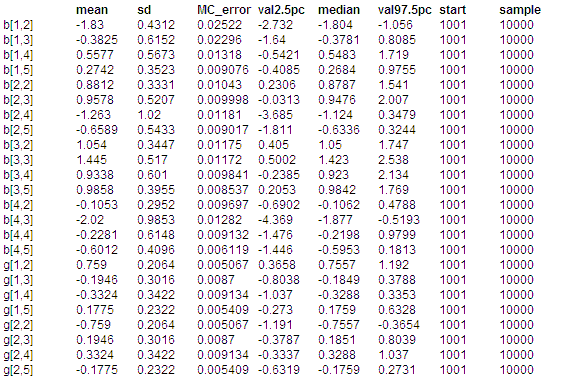 mean sd MC_error val2.5pc median val97.5pc start sample
b[1,2] -1.83 0.4312 0.02522 -2.732 -1.804 -1.056 1001 10000
b[1,3] -0.3825 0.6152 0.02296 -1.64 -0.3781 0.8085 1001 10000
b[1,4] 0.5577 0.5673 0.01318 -0.5421 0.5483 1.719 1001 10000
b[1,5] 0.2742 0.3523 0.009076 -0.4085 0.2684 0.9755 1001 10000
b[2,2] 0.8812 0.3331 0.01043 0.2306 0.8787 1.541 1001 10000
b[2,3] 0.9578 0.5207 0.009998 -0.0313 0.9476 2.007 1001 10000
b[2,4] -1.263 1.02 0.01181 -3.685 -1.124 0.3479 1001 10000
b[2,5] -0.6589 0.5433 0.009017 -1.811 -0.6336 0.3244 1001 10000
b[3,2] 1.054 0.3447 0.01175 0.405 1.05 1.747 1001 10000
b[3,3] 1.445 0.517 0.01172 0.5002 1.423 2.538 1001 10000
b[3,4] 0.9338 0.601 0.009841 -0.2385 0.923 2.134 1001 10000
b[3,5] 0.9858 0.3955 0.008537 0.2053 0.9842 1.769 1001 10000
b[4,2] -0.1053 0.2952 0.009697 -0.6902 -0.1062 0.4788 1001 10000
b[4,3] -2.02 0.9853 0.01282 -4.369 -1.877 -0.5193 1001 10000
b[4,4] -0.2281 0.6148 0.009132 -1.476 -0.2198 0.9799 1001 10000
b[4,5] -0.6012 0.4096 0.006119 -1.446 -0.5953 0.1813 1001 10000
g[1,2] 0.759 0.2064 0.005067 0.3658 0.7557 1.192 1001 10000
g[1,3] -0.1946 0.3016 0.0087 -0.8038 -0.1849 0.3788 1001 10000
g[1,4] -0.3324 0.3422 0.009134 -1.037 -0.3288 0.3353 1001 10000
g[1,5] 0.1775 0.2322 0.005409 -0.273 0.1759 0.6328 1001 10000
g[2,2] -0.759 0.2064 0.005067 -1.191 -0.7557 -0.3654 1001 10000
g[2,3] 0.1946 0.3016 0.0087 -0.3787 0.1851 0.8039 1001 10000
g[2,4] 0.3324 0.3422 0.009134 -0.3337 0.3288 1.037 1001 10000
g[2,5] -0.1775 0.2322 0.005409 -0.6319 -0.1759 0.2731 1001 10000